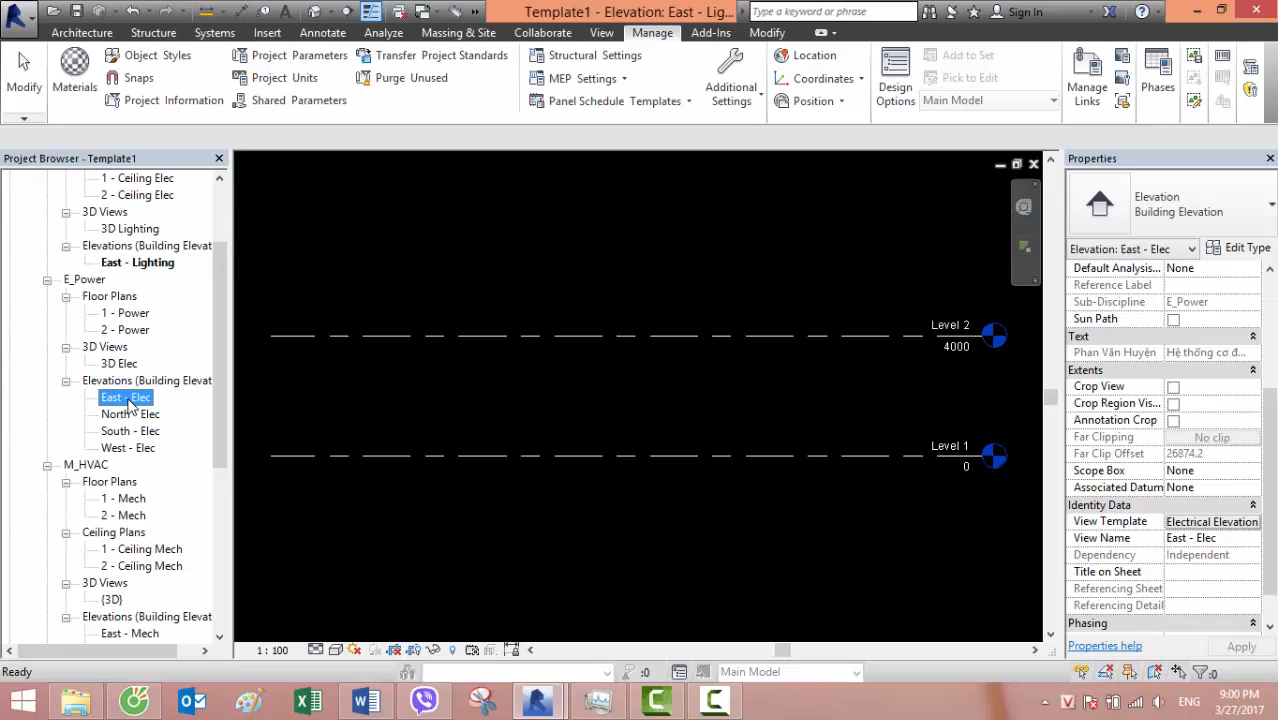 Template1 - Elevation: East - Lig...
Type a keyword or phrase
Sign In
Architecture Structure Systems Insert Annotate Analyze Massing & Site Collaborate View Manage Add-Ins Modify
Modify
Materials
Object Styles
Snaps
Project Information
Project Parameters
Project Units
Shared Parameters
Transfer Project Standards
Purge Unused
Structural Settings
MEP Settings
Panel Schedule Templates
Additional
Settings
Location
Coordinates
Position
Design
Options
Add to Set
Pick to Edit
Main Model
Manage
Links
Phases
Project Browser - Template1
1 - Ceiling Elec
2 - Ceiling Elec
3D Views
3D Lighting
Elevations (Building Elevat
East - Lighting
E_Power
Floor Plans
1 - Power
2 - Power
3D Views
3D Elec
Elevations (Building Elevat
East - Elec
North - Elec
South - Elec
West - Elec
M_HVAC
Floor Plans
1 - Mech
2 - Mech
Ceiling Plans
1 - Ceiling Mech
2 - Ceiling Mech
3D Views
{3D}
Elevations (Building Elevat
East - Mech
Level 2
4000
Level 1
0
1 : 100
Properties
Elevation
Building Elevation
Elevation: East - Elec
Edit Type
Default Analysis... None
Reference Label
Sub-Discipline E_Power
Sun Path
Text
Phan Văn Huyện Hệ thống cơ đ...
Extents
Crop View
Crop Region Vis...
Annotation Crop
Far Clipping No clip
Far Clip Offset 26874.2
Scope Box None
Associated Datum None
Identity Data
View Template Electrical Elevation
View Name East - Elec
Dependency Independent
Title on Sheet
Referencing Sheet
Referencing Detail
Phasing
Properties help
Apply
Ready
:0
Main Model
:0
ENG
9:00 PM
3/27/2017